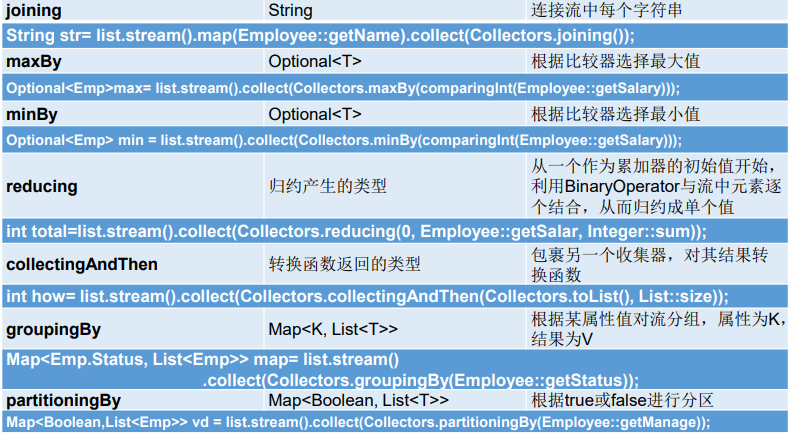 joining String 连接流中每个字符串
String str= list.stream().map(Employee::getName).collect(Collectors.joining());
maxBy Optional<T> 根据比较器选择最大值
Optional<Emp>max= list.stream().collect(Collectors.maxBy(comparingInt(Employee::getSalary)));
minBy Optional<T> 根据比较器选择最小值
Optional<Emp> min = list.stream().collect(Collectors.minBy(comparingInt(Employee::getSalary)));
reducing 归约产生的类型 从一个作为累加器的初始值开始，
利用BinaryOperator与流中元素逐
个结合，从而归约成单个值
int total=list.stream().collect(Collectors.reducing(0, Employee::getSalar, Integer::sum));
collectingAndThen 转换函数返回的类型 包裹另一个收集器，对其结果转
换函数
int how= list.stream().collect(Collectors.collectingAndThen(Collectors.toList(), List::size));
groupingBy Map<K, List<T>> 根据某属性值对流分组，属性为K，
结果为V
Map<Emp.Status, List<Emp>> map= list.stream()
.collect(Collectors.groupingBy(Employee::getStatus));
partitioningBy Map<Boolean, List<T>> 根据true或false进行分区
Map<Boolean,List<Emp>> vd = list.stream().collect(Collectors.partitioningBy(Employee::getManage));